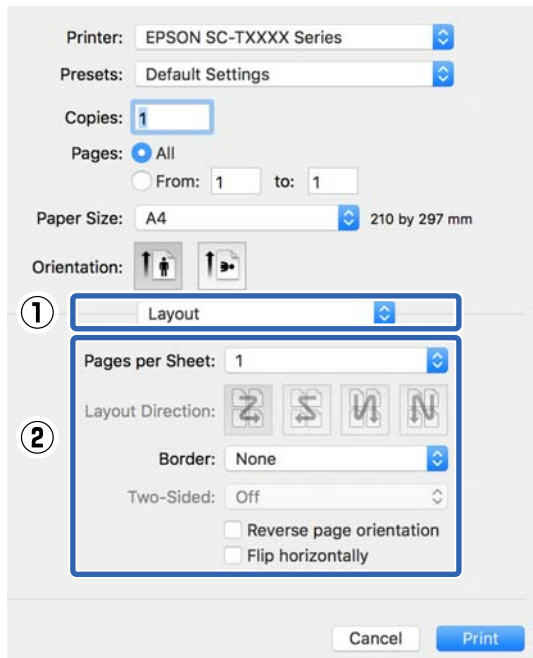 Printer: EPSON SC-TXXXX Series
Presets: Default Settings
Copies: 1
Pages: All
From: 1 to: 1
Paper Size: A4 210 by 297 mm
Orientation:
① Layout
Pages per Sheet: 1
Layout Direction:
②
Border: None
Two-Sided: Off
Reverse page orientation
Flip horizontally
Cancel Print